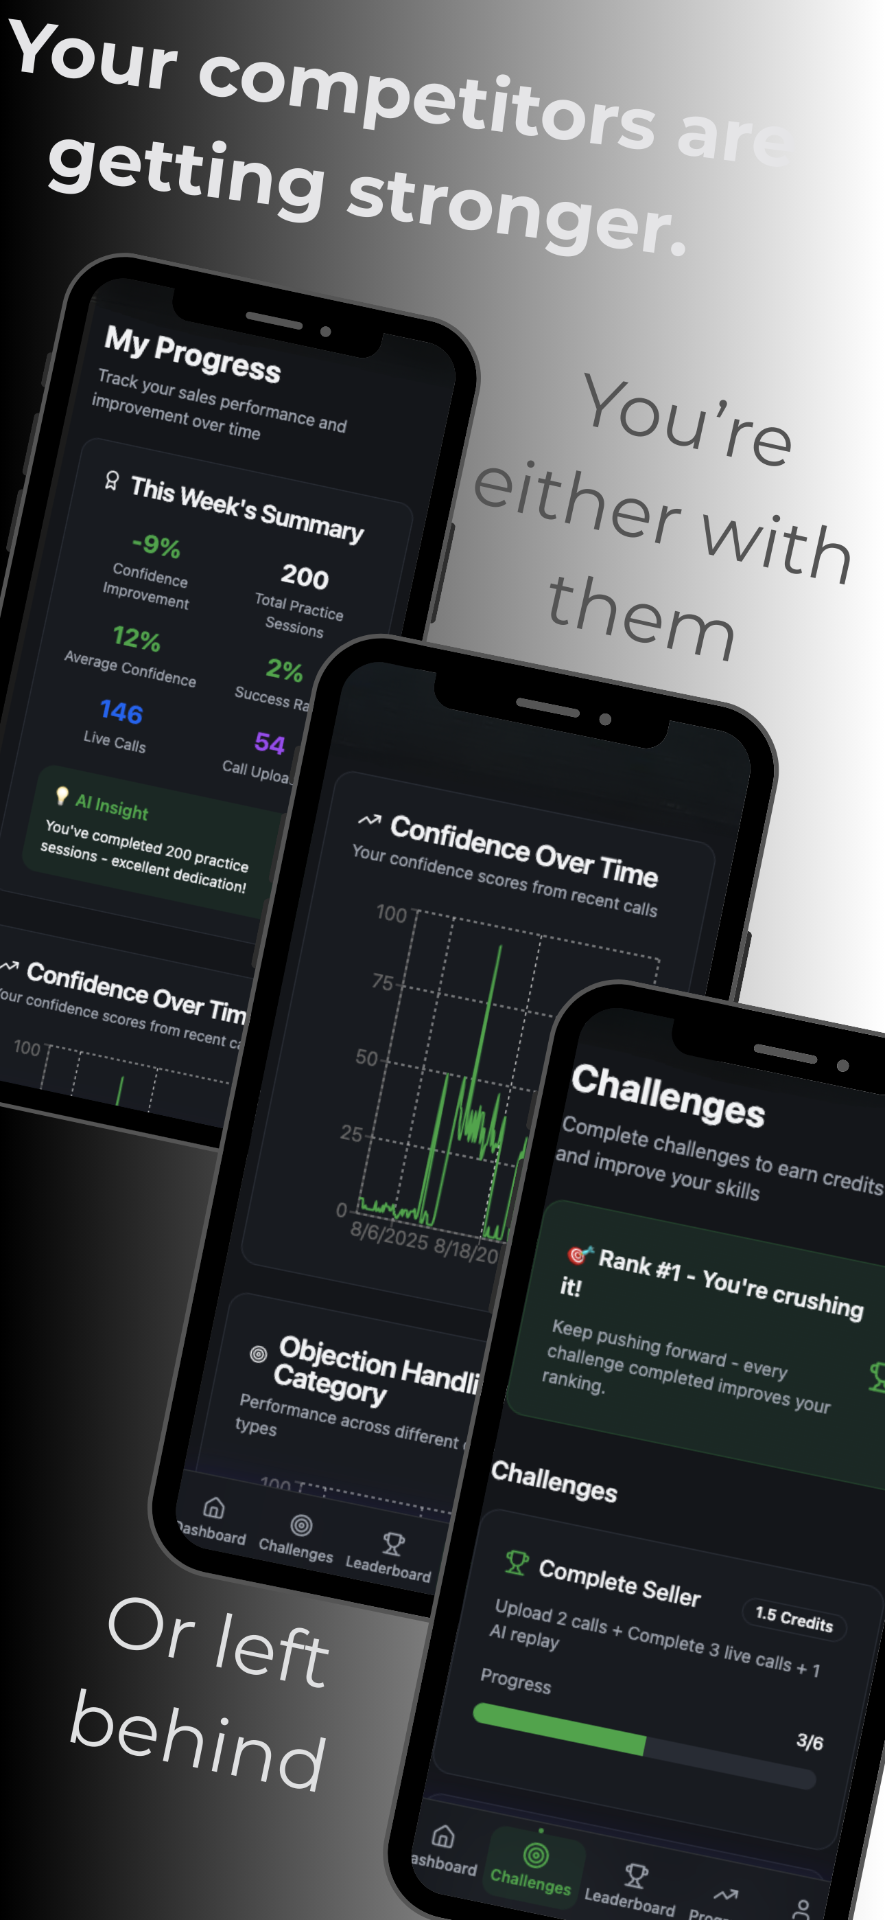 Your competitors are
getting stronger.
You're
either with
them
My Progress
Track your sales performance and
improvement over time
This Week's Summary
-9%
Confidence
Improvement
200
Total Practice
Sessions
12%
Average Confidence
2%
Success Ra
146
Live Calls
54
Call Uploa
AI Insight
You've completed 200 practice
sessions - excellent dedication!
Confidence Over Tim
Your confidence scores from recent ca
100
Confidence Over Time
Your confidence scores from recent calls
100
75
50
25
0
8/6/2025 8/18/20
Objection Handli
Category
Performance across different
types
100
Dashboard
Challenges
Leaderboard
Challenges
Complete challenges to earn credits
and improve your skills
Rank #1 - You're crushing
it!
Keep pushing forward - every
challenge completed improves your
ranking.
Challenges
Complete Seller
1.5 Credits
Upload 2 calls + Complete 3 live calls + 1
AI replay
Progress
3/6
ashboard
Challenges
Leaderboard
Progr
Or left
behind